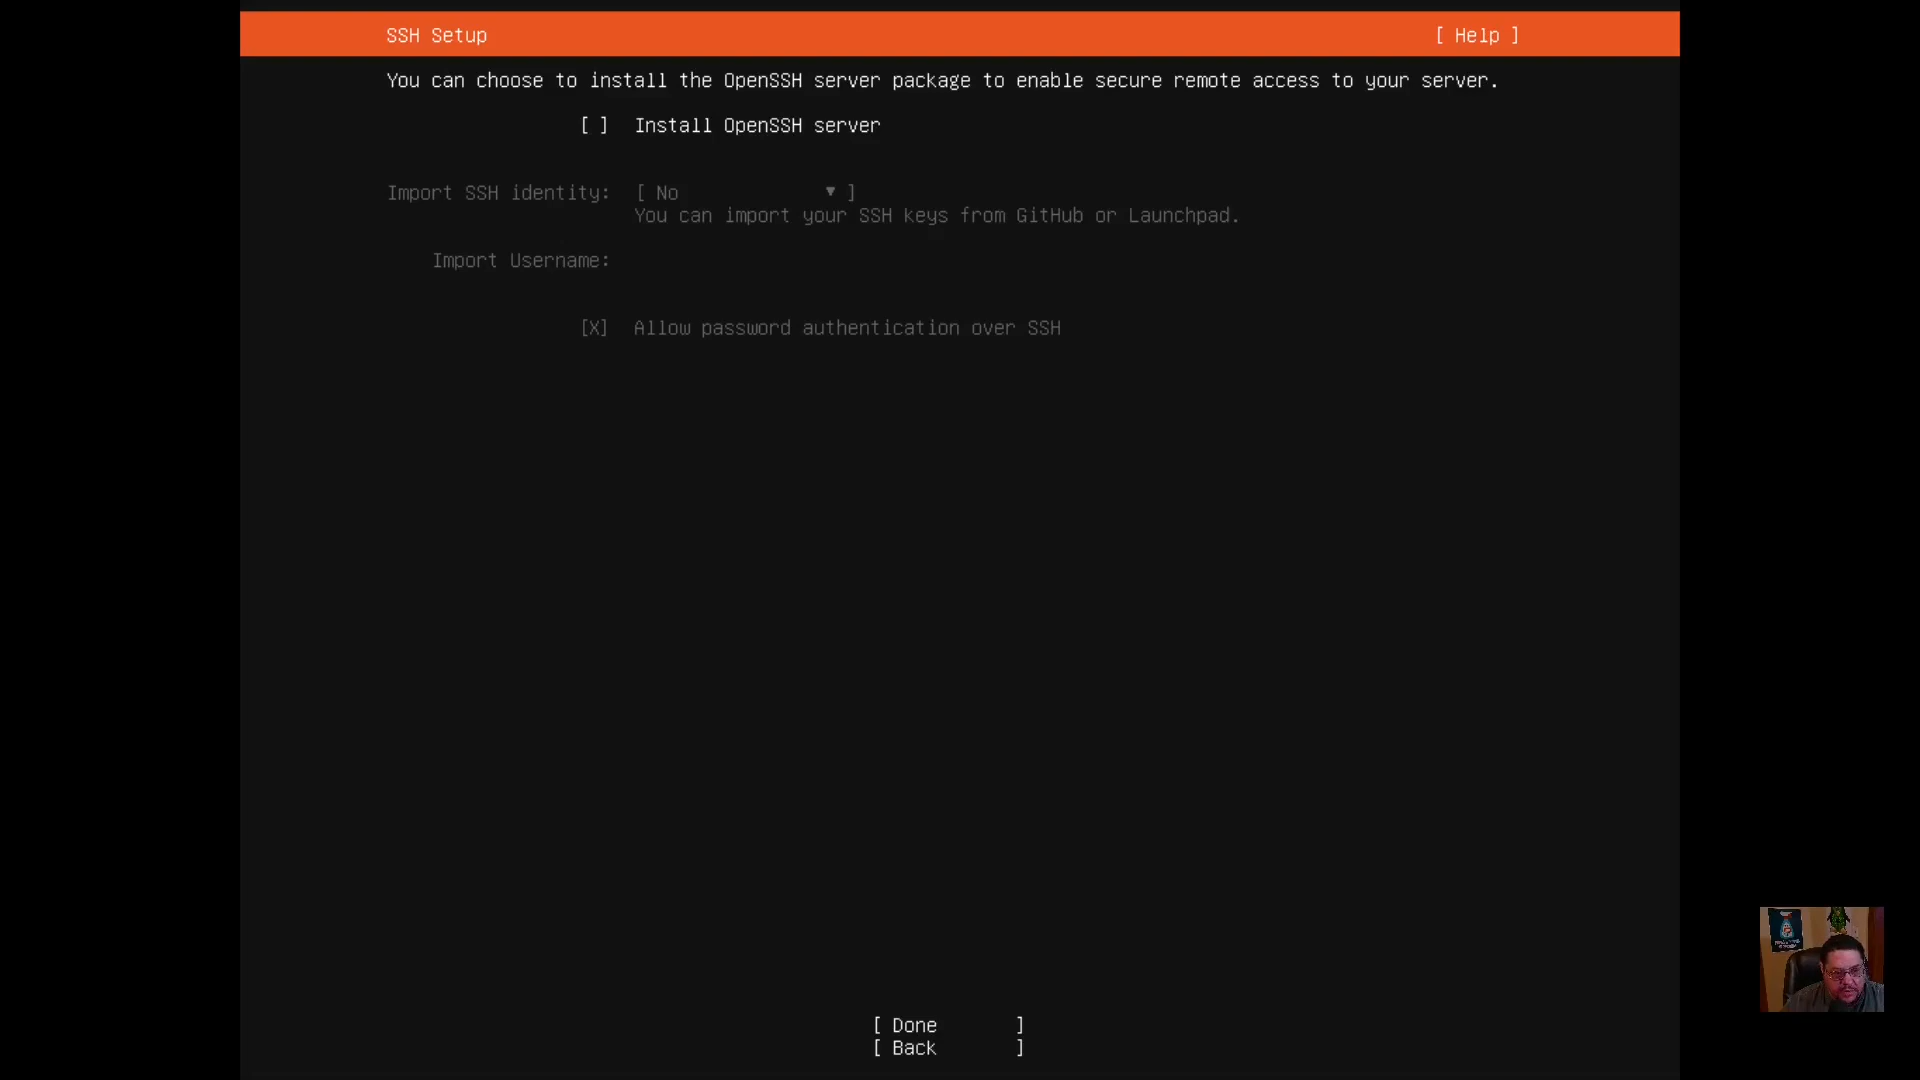 SSH Setup [ Help ]
You can choose to install the OpenSSH server package to enable secure remote access to your server.
[ ] Install OpenSSH server
Import SSH identity: [ No ▾ ]
You can import your SSH keys from GitHub or Launchpad.
Import Username:
[X] Allow password authentication over SSH
[ Done ]
[ Back ]